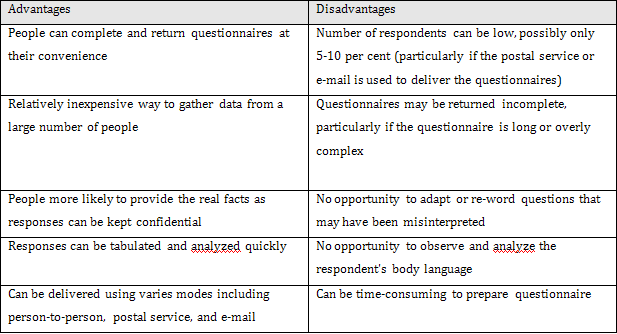 Advantages
Disadvantages
People can complete and return questionnaires at
their convenience
Number of respondents can be low, possibly only
5-10 per cent (particularly if the postal service or
e-mail is used to deliver the questionnaires)
Relatively inexpensive way to gather data from a
large number of people
Questionnaires may be returned incomplete,
particularly if the questionnaire is long or overly
complex
People more likely to provide the real facts as
responses can be kept confidential
No opportunity to adapt or re-word questions that
may have been misinterpreted
Responses can be tabulated and analyzed quickly
No opportunity to observe and analyze the
respondent's body language
Can be delivered using varies modes including
person-to-person, postal service, and e-mail
Can be time-consuming to prepare questionnaire